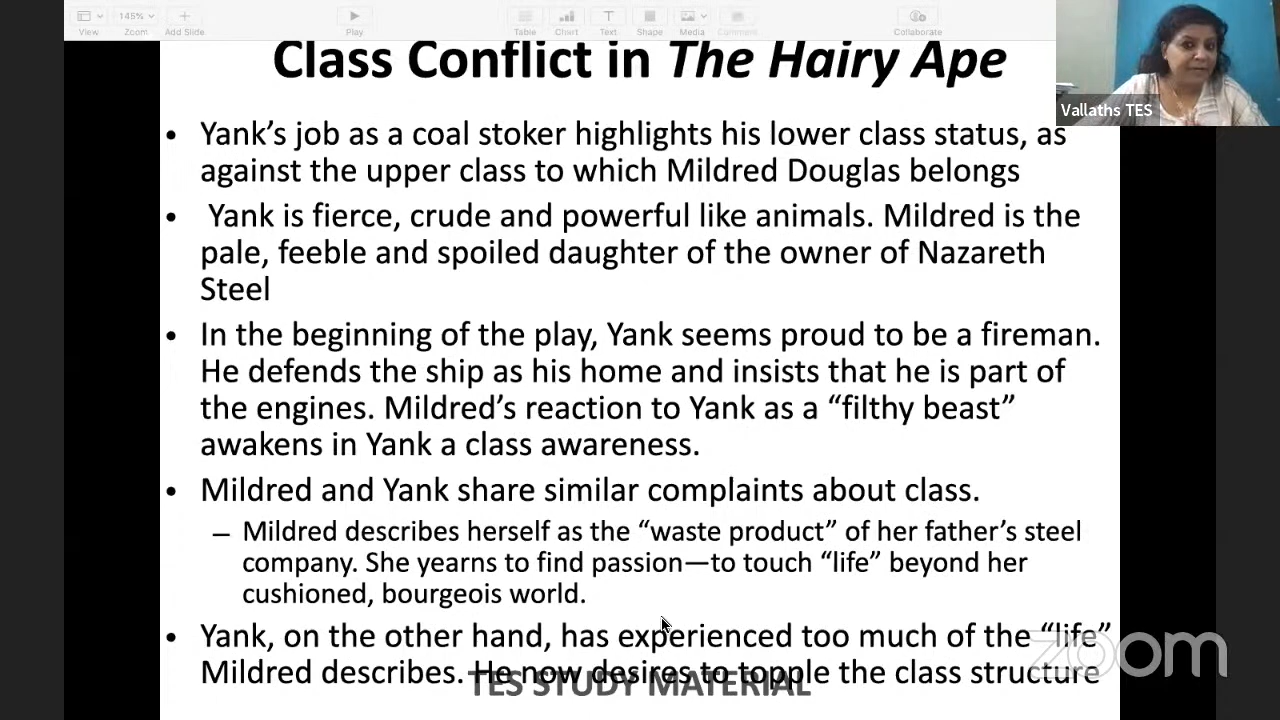 145%
View
Zoom
Add Slide
Play
Table
Chart
Text
Shape
Media
Comment
Collaborate
Class Conflict in The Hairy Ape
Vallaths TES
• Yank’s job as a coal stoker highlights his lower class status, as
against the upper class to which Mildred Douglas belongs
• Yank is fierce, crude and powerful like animals. Mildred is the
pale, feeble and spoiled daughter of the owner of Nazareth
Steel
• In the beginning of the play, Yank seems proud to be a fireman.
He defends the ship as his home and insists that he is part of
the engines. Mildred’s reaction to Yank as a “filthy beast”
awakens in Yank a class awareness.
• Mildred and Yank share similar complaints about class.
– Mildred describes herself as the “waste product” of her father’s steel
company. She yearns to find passion—to touch “life” beyond her
cushioned, bourgeois world.
• Yank, on the other hand, has experienced too much of the “life”
Mildred describes. He now desires to topple the class structure
TES STUDY MATERIAL
zoom